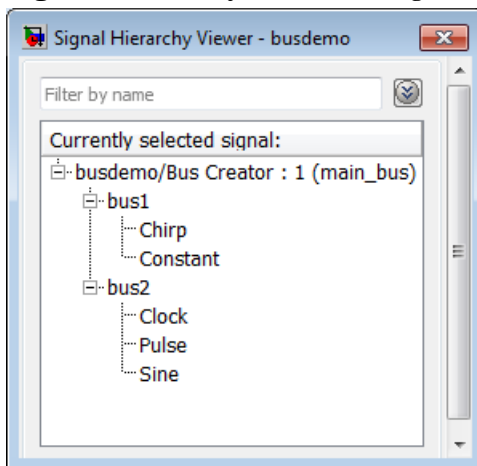 Signal Hierarchy Viewer - busdemo
Filter by name
Currently selected signal:
busdemo/Bus Creator : 1 (main_bus)
bus1
Chirp
Constant
bus2
Clock
Pulse
Sine